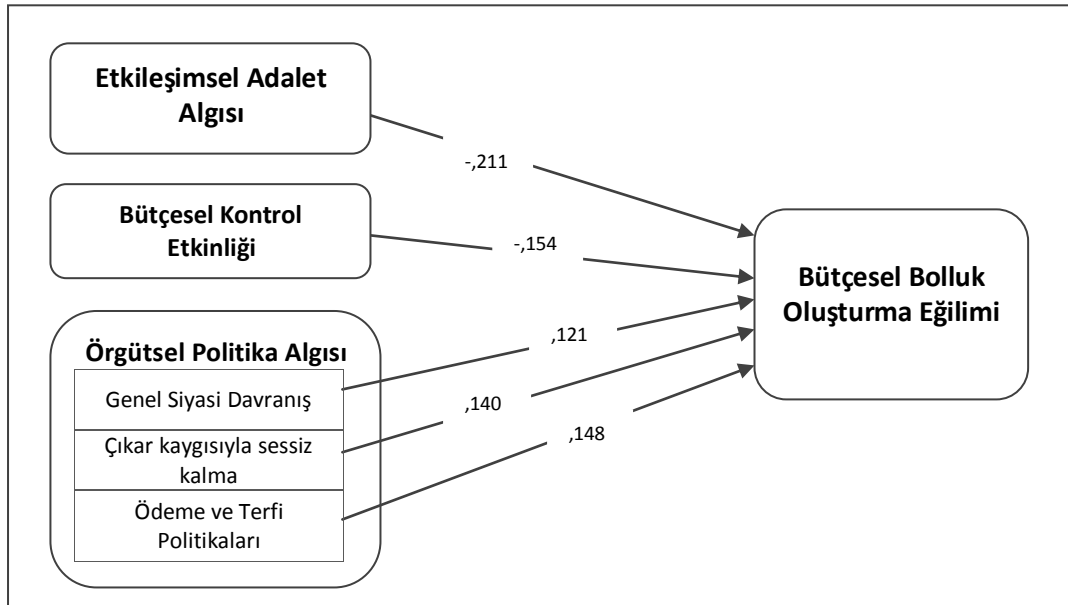 Etkileşimsel Adalet
Algısı
-,211
Bütçesel Kontrol
Etkinliği
-,154
Bütçesel Bolluk
Oluşturma Eğilimi
Örgütsel Politika Algısı
,121
Genel Siyasi Davranış
,140
Çıkar kaygısıyla sessiz
kalma
,148
Ödeme ve Terfi
Politikaları